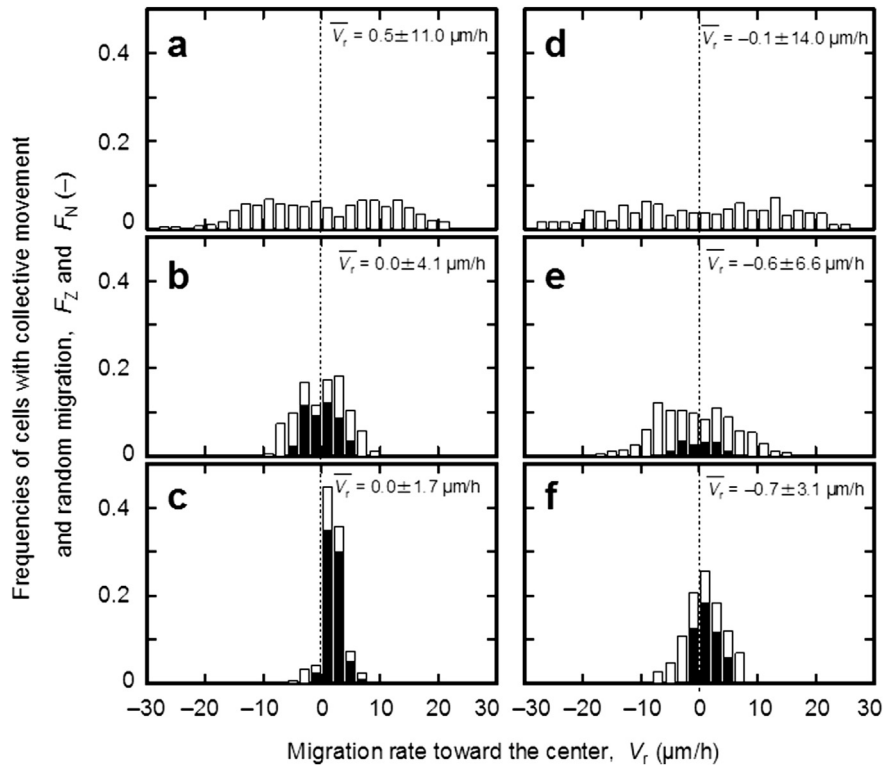 Frequencies of cells with collective movement
and random migration, F_Z and F_N (–)
a
V̅_r = 0.5±11.0 µm/h
0.4
0.2
0
d
V̅_r = –0.1±14.0 µm/h
b
V̅_r = 0.0±4.1 µm/h
0.4
0.2
0
e
V̅_r = –0.6±6.6 µm/h
c
V̅_r = 0.0±1.7 µm/h
0.4
0.2
0
f
V̅_r = –0.7±3.1 µm/h
–30 –20 –10 0 10 20 30
–30 –20 –10 0 10 20 30
Migration rate toward the center, V_r (µm/h)